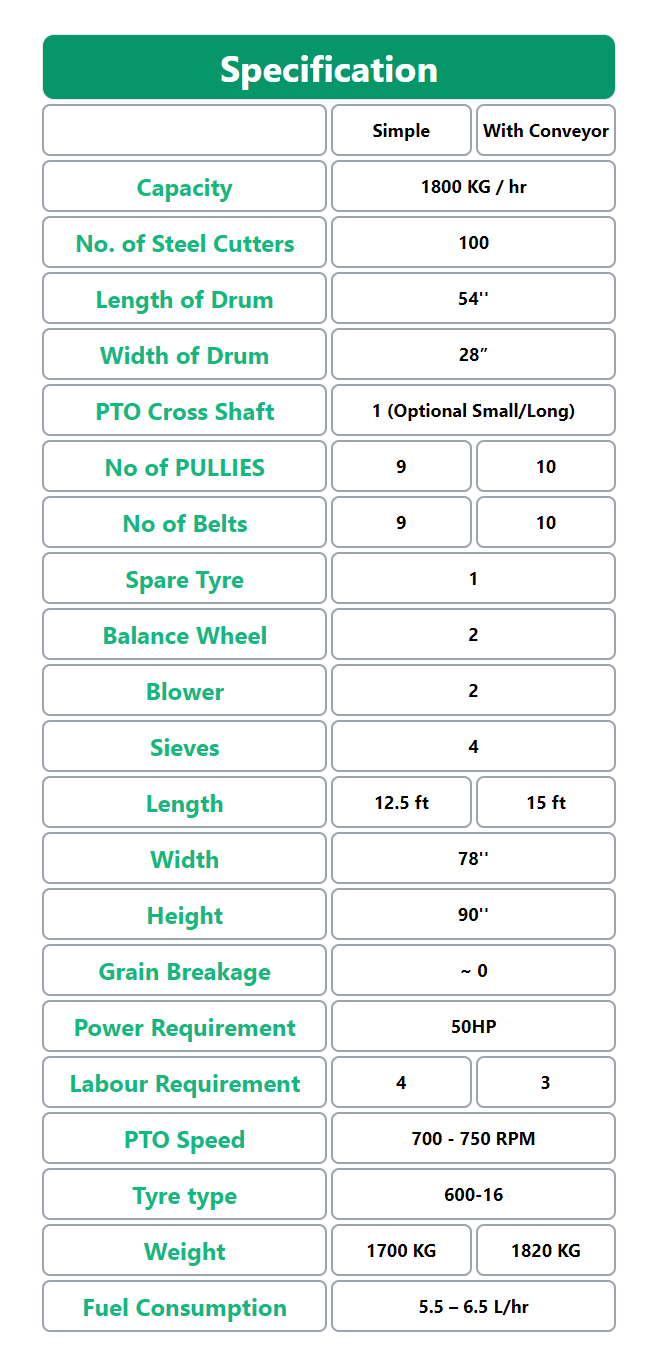 Specification
Simple With Conveyor
Capacity 1800 KG / hr
No. of Steel Cutters 100
Length of Drum 54''
Width of Drum 28”
PTO Cross Shaft 1 (Optional Small/Long)
No of PULLIES 9 10
No of Belts 9 10
Spare Tyre 1
Balance Wheel 2
Blower 2
Sieves 4
Length 12.5 ft 15 ft
Width 78''
Height 90''
Grain Breakage ~ 0
Power Requirement 50HP
Labour Requirement 4 3
PTO Speed 700 - 750 RPM
Tyre type 600-16
Weight 1700 KG 1820 KG
Fuel Consumption 5.5 – 6.5 L/hr